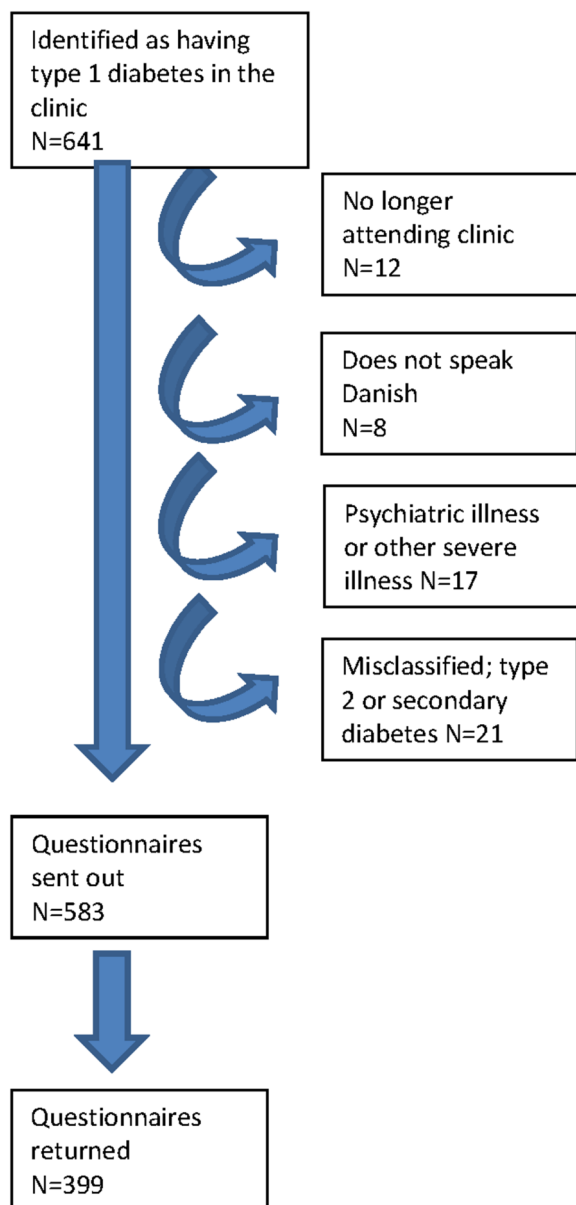 Identified as having
type 1 diabetes in the
clinic
N=641
No longer
attending clinic
N=12
Does not speak
Danish
N=8
Psychiatric illness
or other severe
illness N=17
Misclassified; type
2 or secondary
diabetes N=21
Questionnaires
sent out
N=583
Questionnaires
returned
N=399